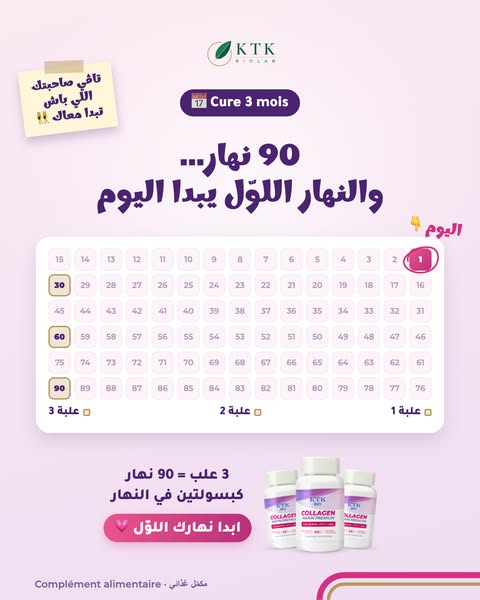 KTK
BIOLAB
تاڨي صاحبتك
اللي باش
تبدا معاك 👯
📅 Cure 3 mois
90 نهار...
والنهار اللوّل يبدا اليوم
اليوم 👇
15 14 13 12 11 10 9 8 7 6 5 4 3 2 1
30 29 28 27 26 25 24 23 22 21 20 19 18 17 16
45 44 43 42 41 40 39 38 37 36 35 34 33 32 31
60 59 58 57 56 55 54 53 52 51 50 49 48 47 46
75 74 73 72 71 70 69 68 67 66 65 64 63 62 61
90 89 88 87 86 85 84 83 82 81 80 79 78 77 76
علبة 1
علبة 2
علبة 3
3 علب = 90 نهار
كبسولتين في النهار
ابدا نهارك اللوّل 💗
KTK
COLLAGEN
MARIN PREMIUM
Complément alimentaire · مكمّل غذائي